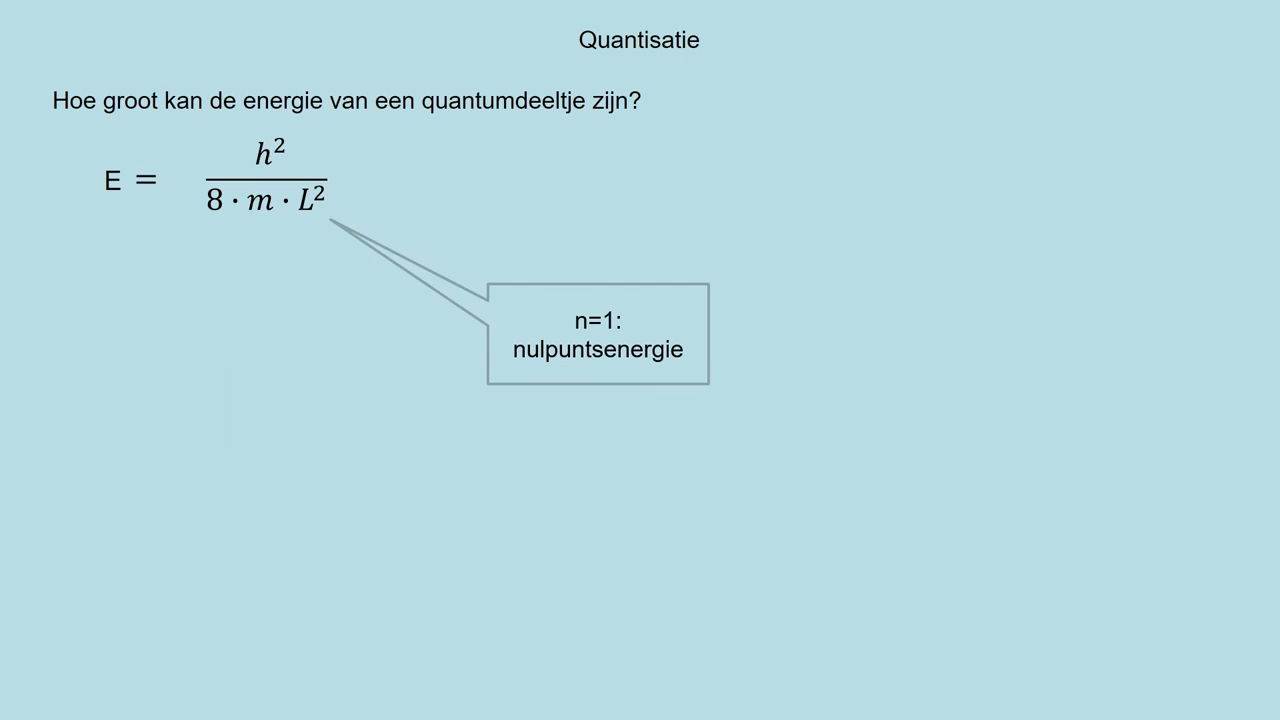 Quantisatie
Hoe groot kan de energie van een quantumdeeltje zijn?
E = h² / 8 · m · L²
n=1:
nulpuntsenergie